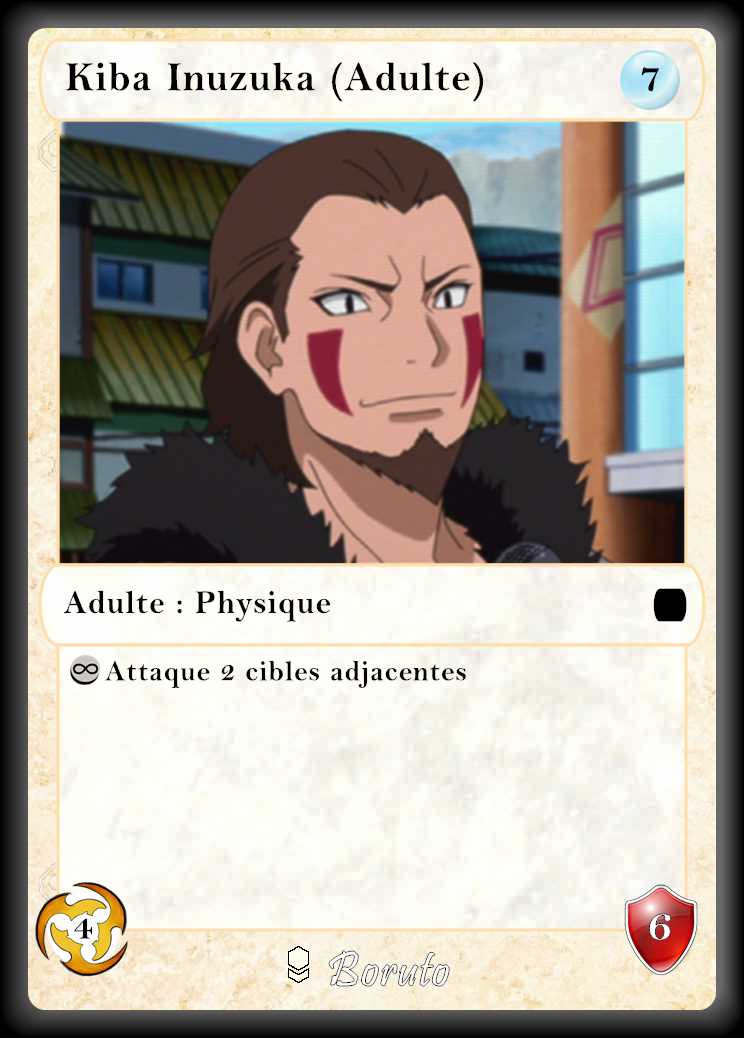 Kiba Inuzuka (Adulte)
7
Adulte : Physique
∞ Attaque 2 cibles adjacentes
4
6
Boruto